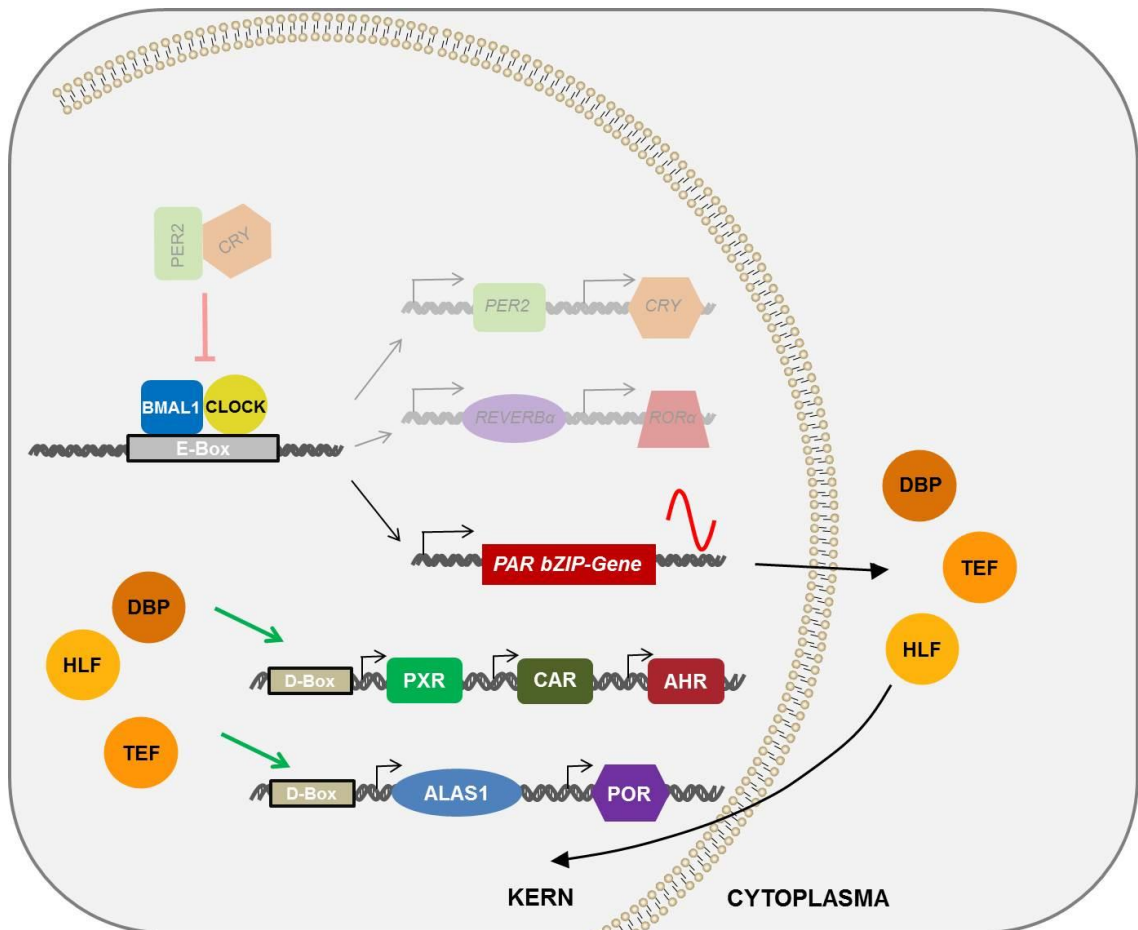 PER2
CRY
PER2
CRY
BMAL1
CLOCK
E-Box
REVERBα
RORα
DBP
TEF
HLF
PAR bZIP-Gene
DBP
HLF
TEF
D-Box
PXR
CAR
AHR
D-Box
ALAS1
POR
KERN
CYTOPLASMA